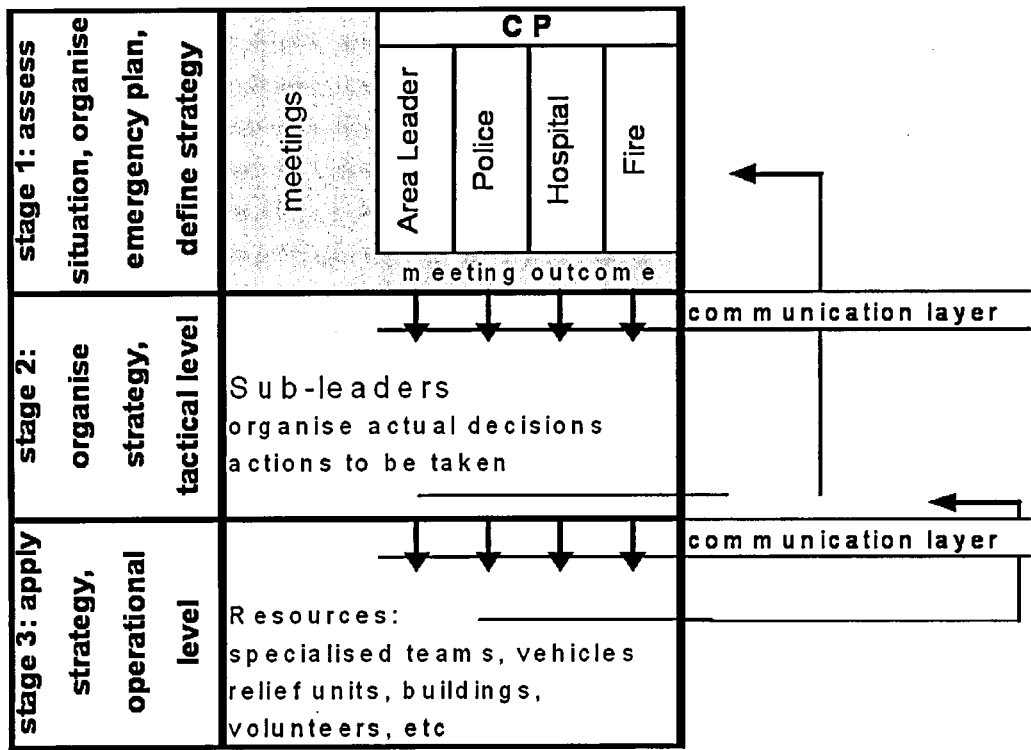 stage 1: assess
situation, organise
emergency plan,
define strategy
meetings
CP
Area Leader
Police
Hospital
Fire
meeting outcome
communication layer
stage 2:
organise
strategy,
tactical level
Sub-leaders
organise actual decisions
actions to be taken
communication layer
stage 3: apply
strategy,
operational
level
Resources:
specialised teams, vehicles
relief units, buildings,
volunteers, etc